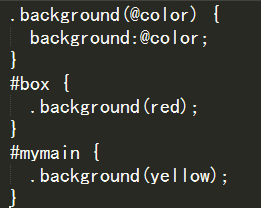 .background(@color) {
  background:@color;
}
#box {
  .background(red);
}
#mymain {
  .background(yellow);
}